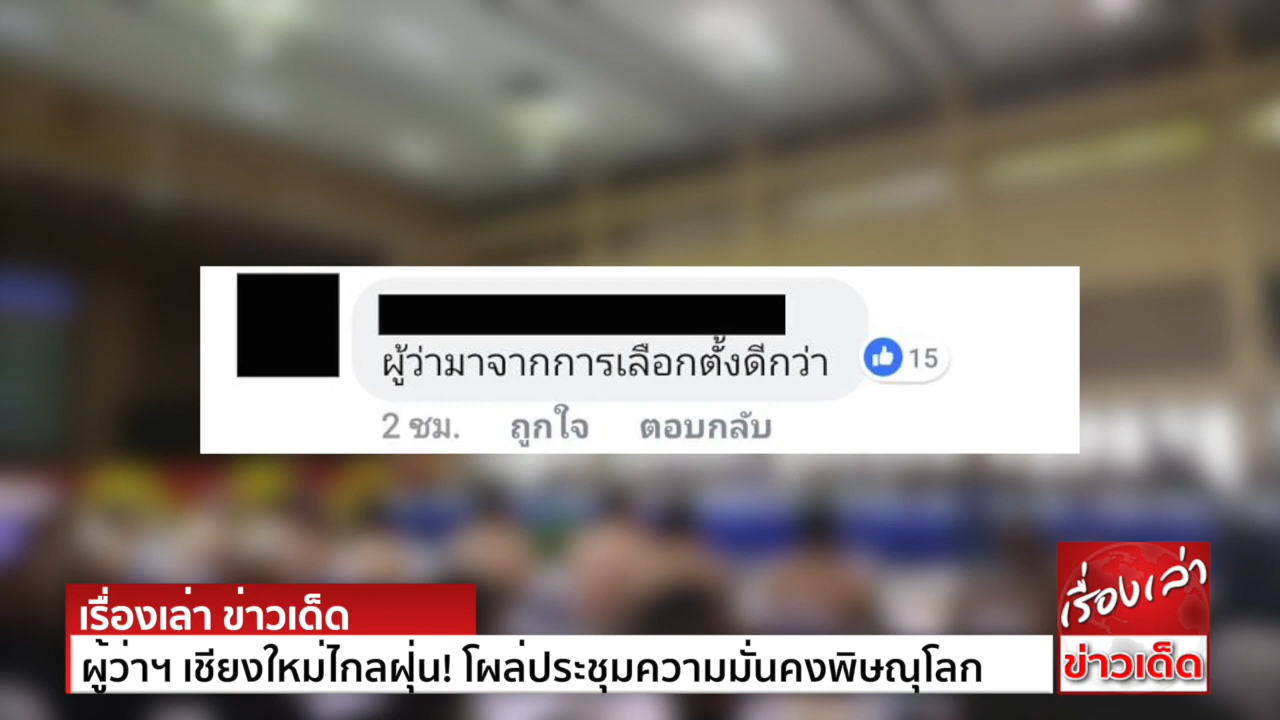 ผู้ว่ามาจากการเลือกตั้งดีกว่า
15
2 ชม. ถูกใจ ตอบกลับ
เรื่องเล่า ข่าวเด็ด
ผู้ว่าฯ เชียงใหม่ไกลฝุ่น! โผล่ประชุมความมั่นคงพิษณุโลก
เรื่องเล่า
ข่าวเด็ด